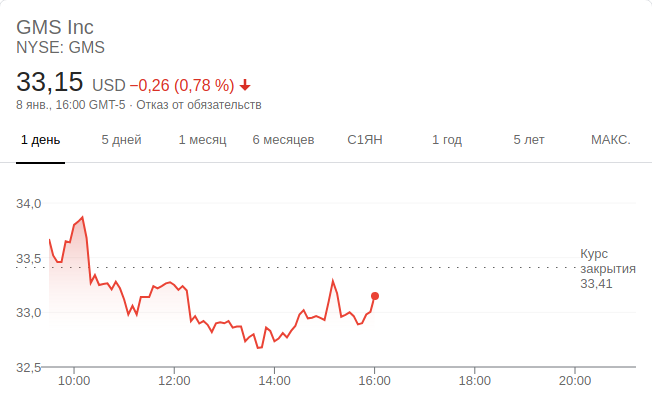 GMS Inc
NYSE: GMS
33,15 USD −0,26 (0,78 %)
8 янв., 16:00 GMT-5 · Отказ от обязательств
1 день 5 дней 1 месяц 6 месяцев С1ЯН 1 год 5 лет МАКС.
34,0
33,5
33,0
32,5
Курс
закрытия
33,41
10:00 12:00 14:00 16:00 18:00 20:00